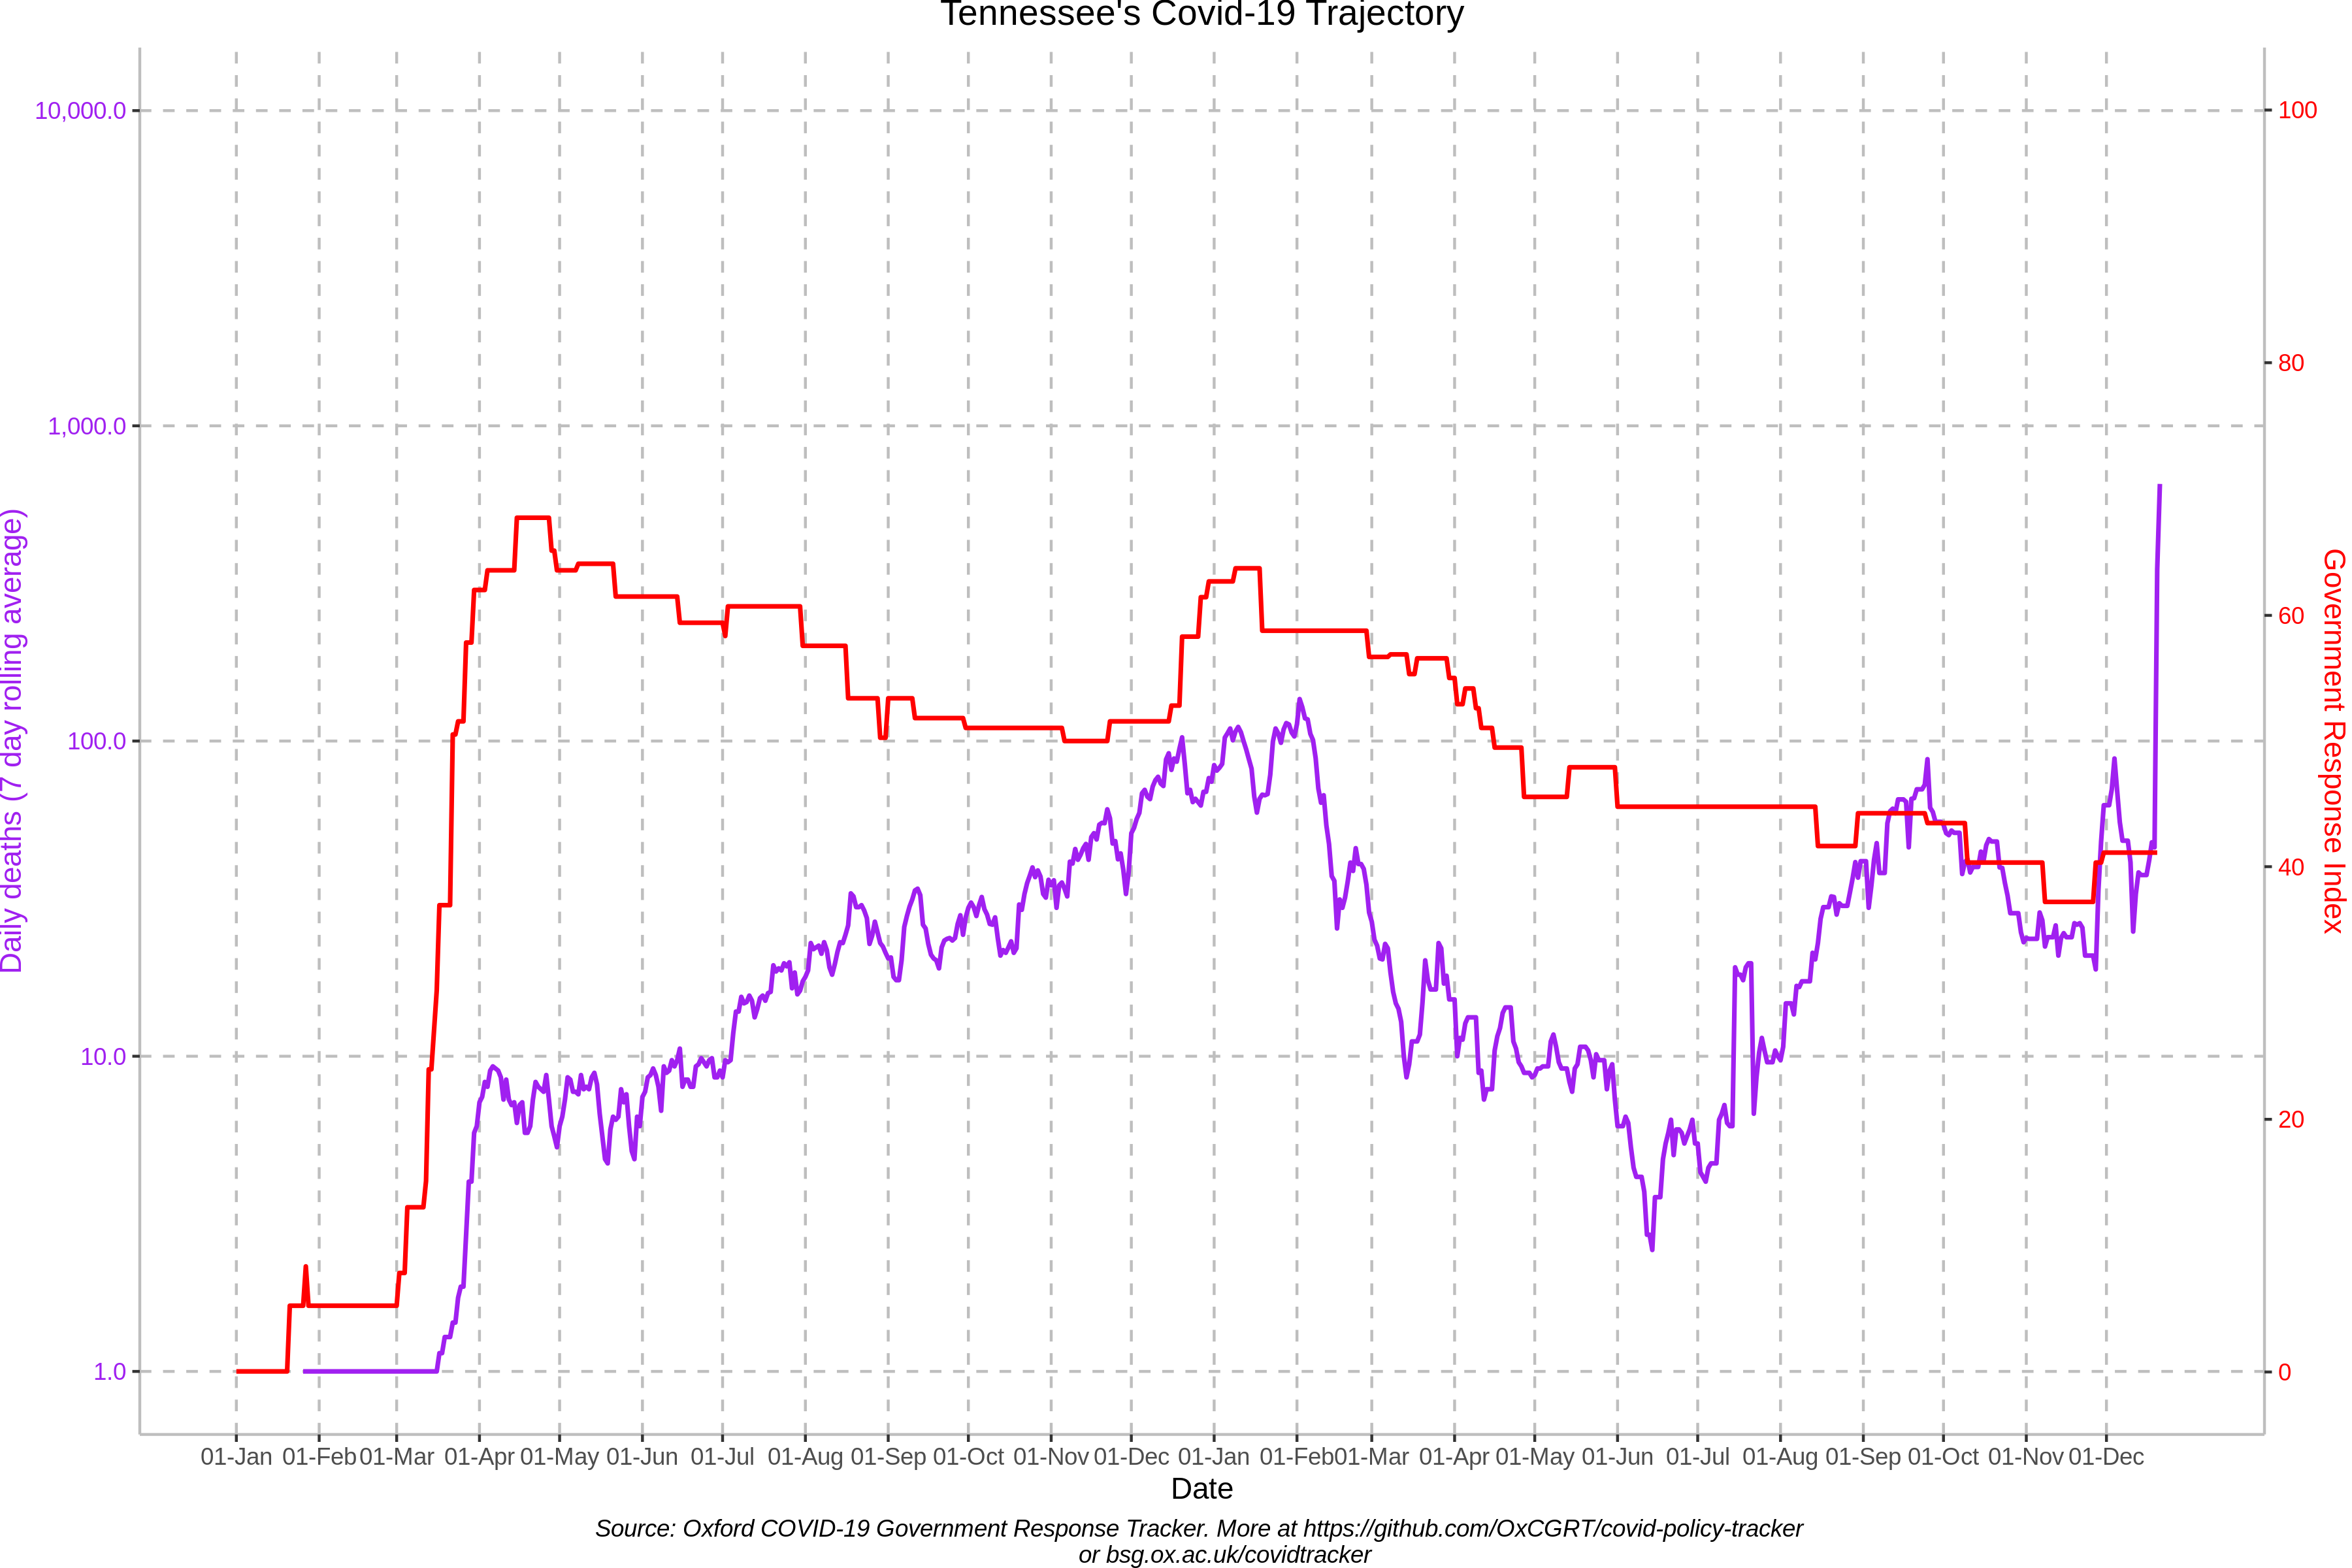 Tennessee's Covid-19 Trajectory
10,000.0
1,000.0
100.0
10.0
1.0
Daily deaths (7 day rolling average)
100
80
60
40
20
0
Government Response Index
01-Jan 01-Feb 01-Mar 01-Apr 01-May 01-Jun 01-Jul 01-Aug 01-Sep 01-Oct 01-Nov 01-Dec 01-Jan 01-Feb 01-Mar 01-Apr 01-May 01-Jun 01-Jul 01-Aug 01-Sep 01-Oct 01-Nov 01-Dec
Date
Source: Oxford COVID-19 Government Response Tracker. More at https://github.com/OxCGRT/covid-policy-tracker
or bsg.ox.ac.uk/covidtracker